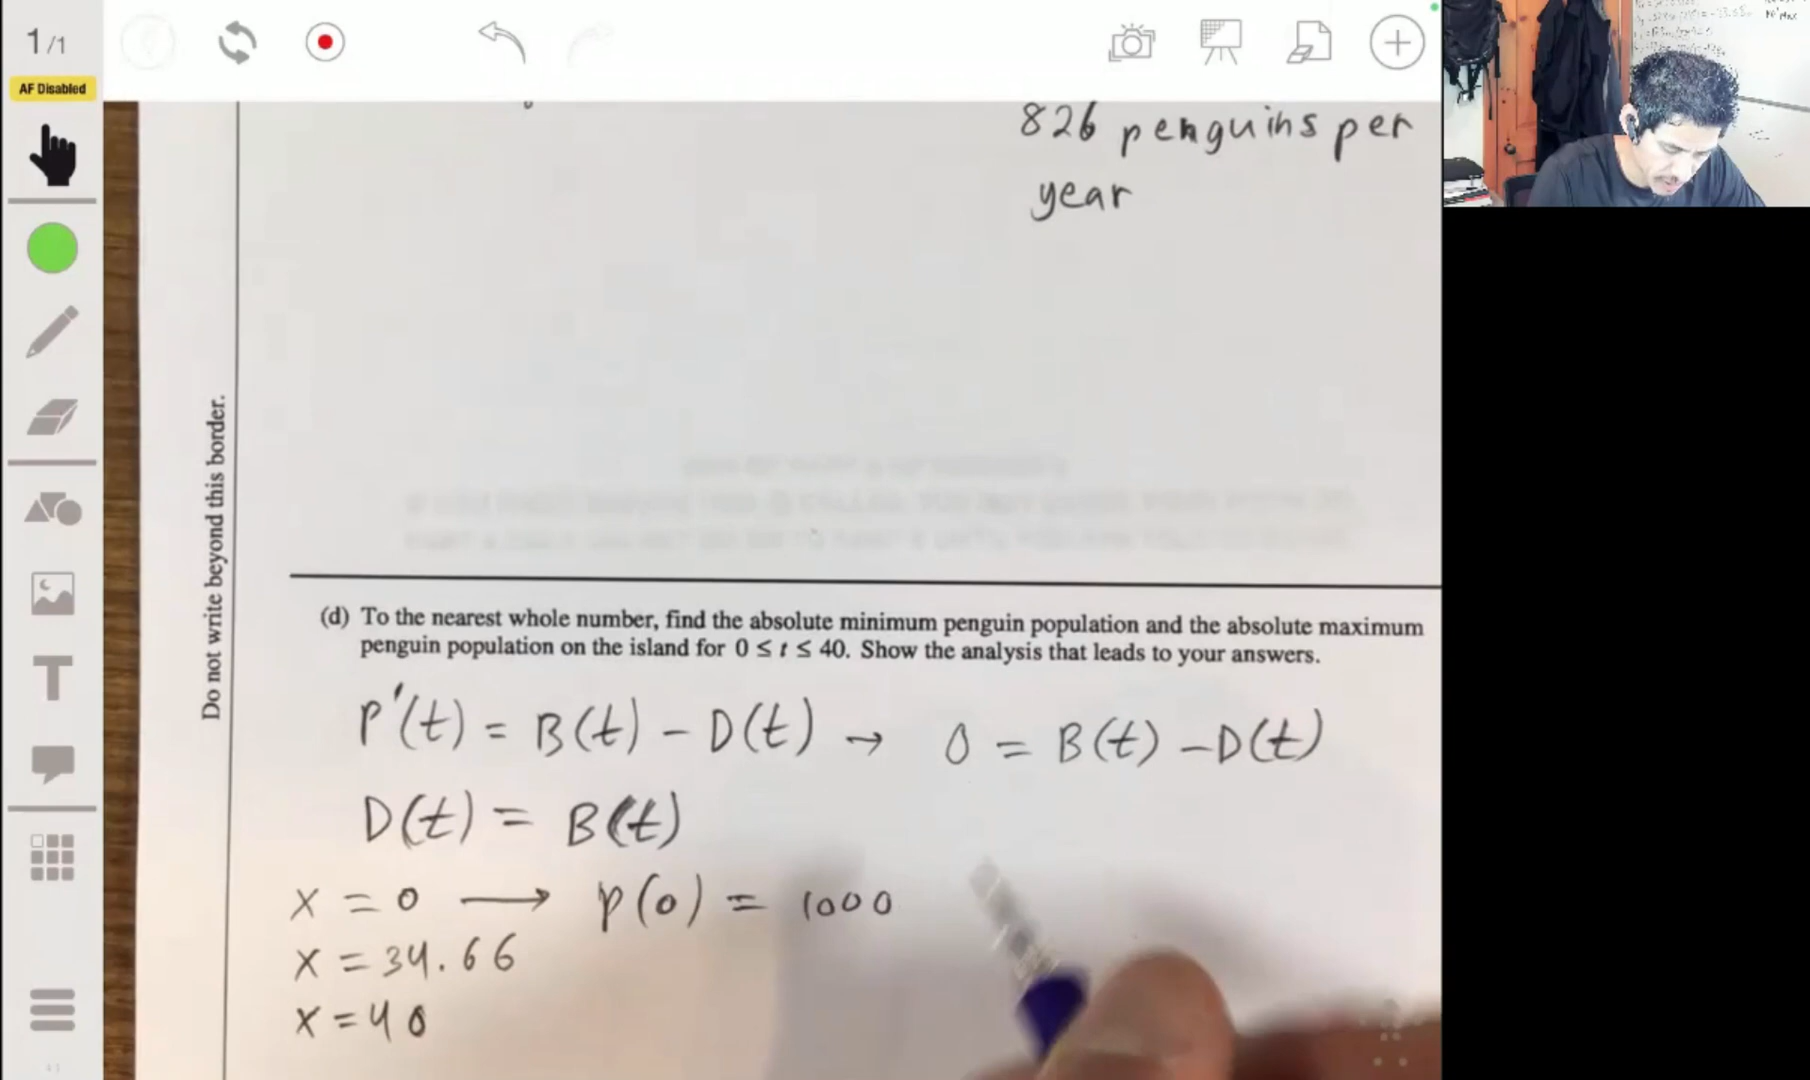 1/1
AF Disabled
T
826 penguins per
year
Do not write beyond this border.
(d) To the nearest whole number, find the absolute minimum penguin population and the absolute maximum
penguin population on the island for 0 ≤ t ≤ 40. Show the analysis that leads to your answers.
P'(t) = B(t) - D(t) → 0 = B(t) - D(t)
D(t) = B(t)
x = 0 → P(0) = 1000
x = 34.66
x = 40